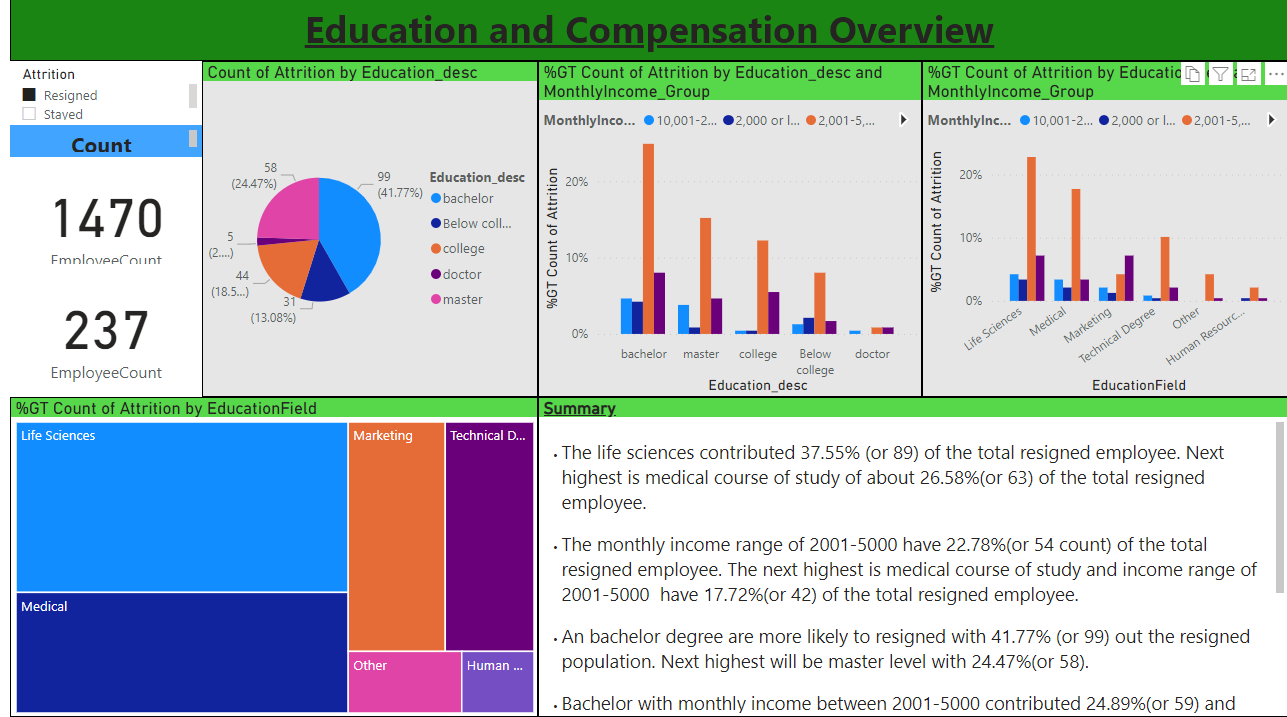 Education and Compensation Overview
Attrition
Resigned
Stayed
Count
1470
EmployeeCount
237
EmployeeCount
Count of Attrition by Education_desc
58
(24.47%)
99
(41.77%)
5
(2....)
44
(18.5...)
31
(13.08%)
Education_desc
bachelor
Below coll...
college
doctor
master
%GT Count of Attrition by Education_desc and
MonthlyIncome_Group
MonthlyInco... 10,001-2... 2,000 or l... 2,001-5,...
%GT Count of Attrition
20%
10%
0%
bachelor master college Below doctor
college
Education_desc
%GT Count of Attrition by
MonthlyIncome_Group
MonthlyInc... 10,001-2... 2,000 or l... 2,001-5,...
%GT Count of Attrition
20%
10%
0%
Life Sciences Medical Marketing Technical Degree Other Human Resourc...
EducationField
%GT Count of Attrition by EducationField
Life Sciences
Marketing
Technical D...
Medical
Other
Human ...
Summary
• The life sciences contributed 37.55% (or 89) of the total resigned employee. Next
highest is medical course of study of about 26.58%(or 63) of the total resigned
employee.
• The monthly income range of 2001-5000 have 22.78%(or 54 count) of the total
resigned employee. The next highest is medical course of study and income range of
2001-5000 have 17.72%(or 42) of the total resigned employee.
• An bachelor degree are more likely to resigned with 41.77% (or 99) out the resigned
population. Next highest will be master level with 24.47%(or 58).
• Bachelor with monthly income between 2001-5000 contributed 24.89%(or 59) and